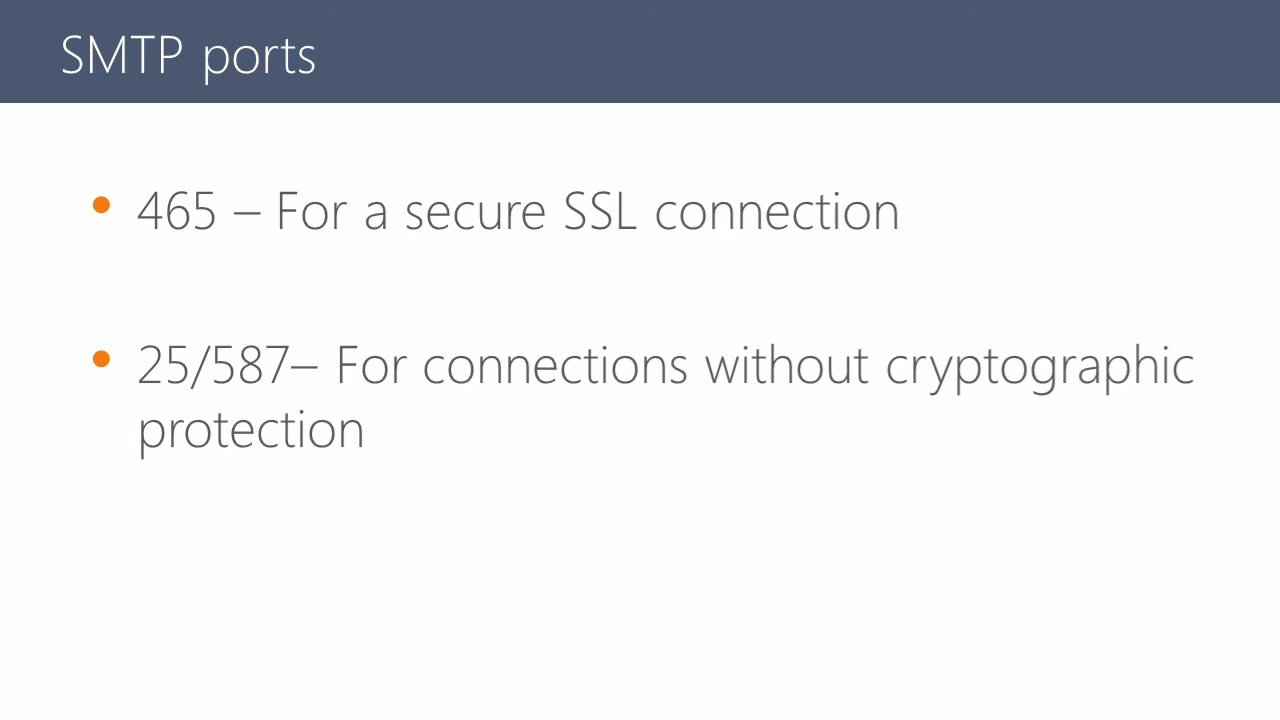 SMTP ports
• 465 – For a secure SSL connection
• 25/587– For connections without cryptographic
protection